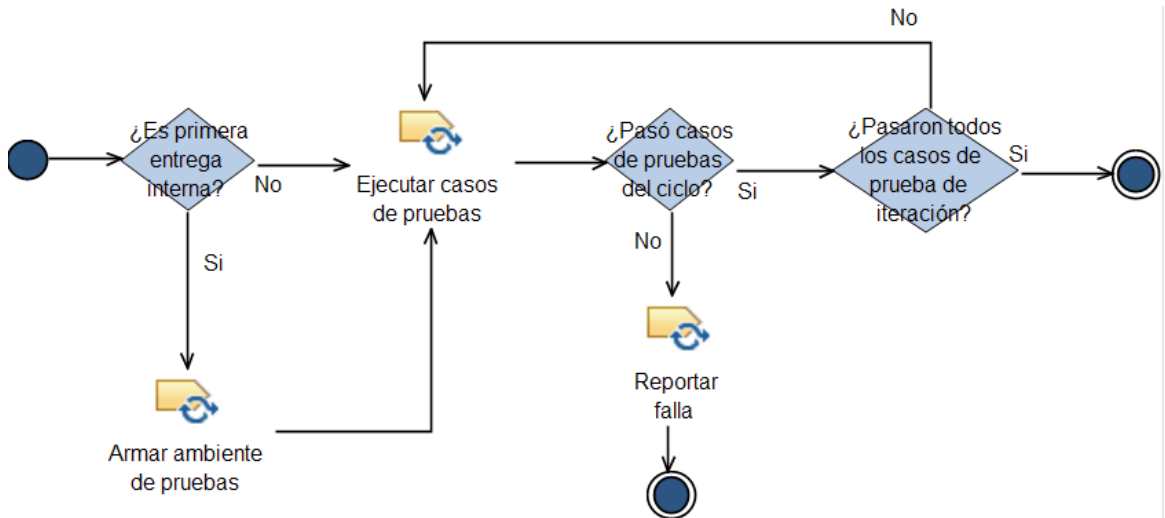 No
¿Es primera
entrega
interna?
No
Si
Ejecutar casos
de pruebas
¿Pasó casos
de pruebas
del ciclo?
Si
No
¿Pasaron todos
los casos de
prueba de
iteración?
Si
Armar ambiente
de pruebas
Reportar
falla